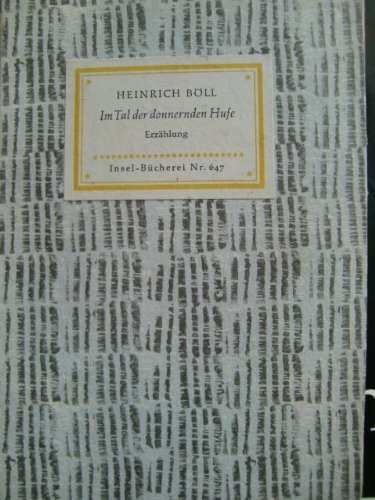 HEINRICH BÖLL
Im Tal der donnernden Hufe
Erzählung
Insel-Bücherei Nr. 647